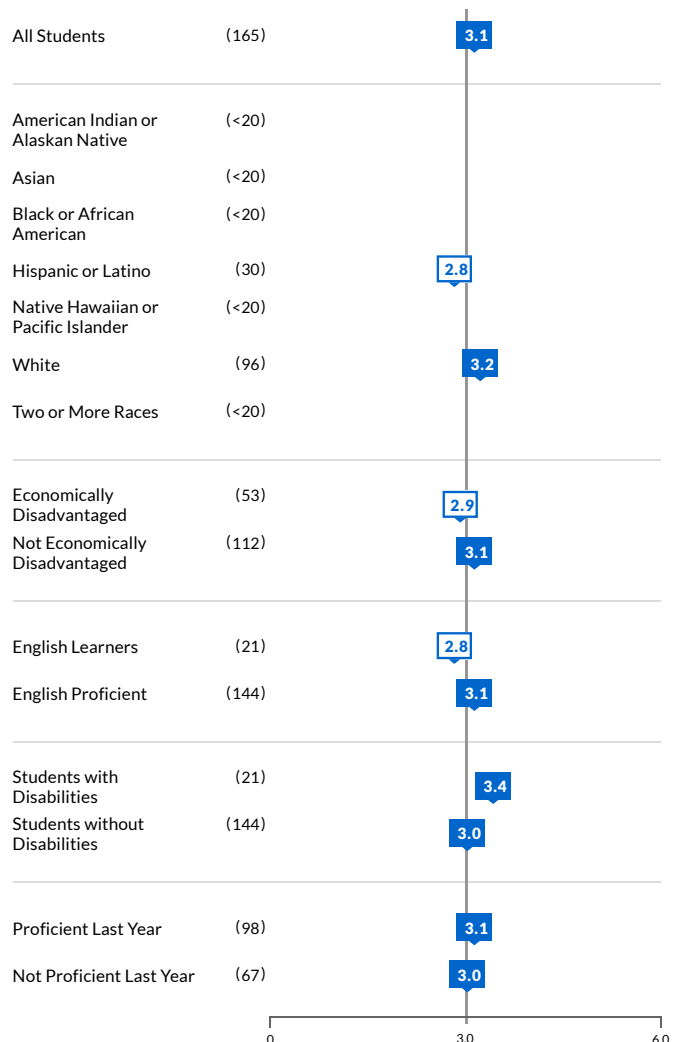 All Students (165) 3.1
American Indian or (<20)
Alaskan Native
Asian (<20)
Black or African (<20)
American
Hispanic or Latino (30) 2.8
Native Hawaiian or (<20)
Pacific Islander
White (96) 3.2
Two or More Races (<20)
Economically (53) 2.9
Disadvantaged
Not Economically (112) 3.1
Disadvantaged
English Learners (21) 2.8
English Proficient (144) 3.1
Students with (21) 3.4
Disabilities
Students without (144) 3.0
Disabilities
Proficient Last Year (98) 3.1
Not Proficient Last Year (67) 3.0
0 3.0 6.0